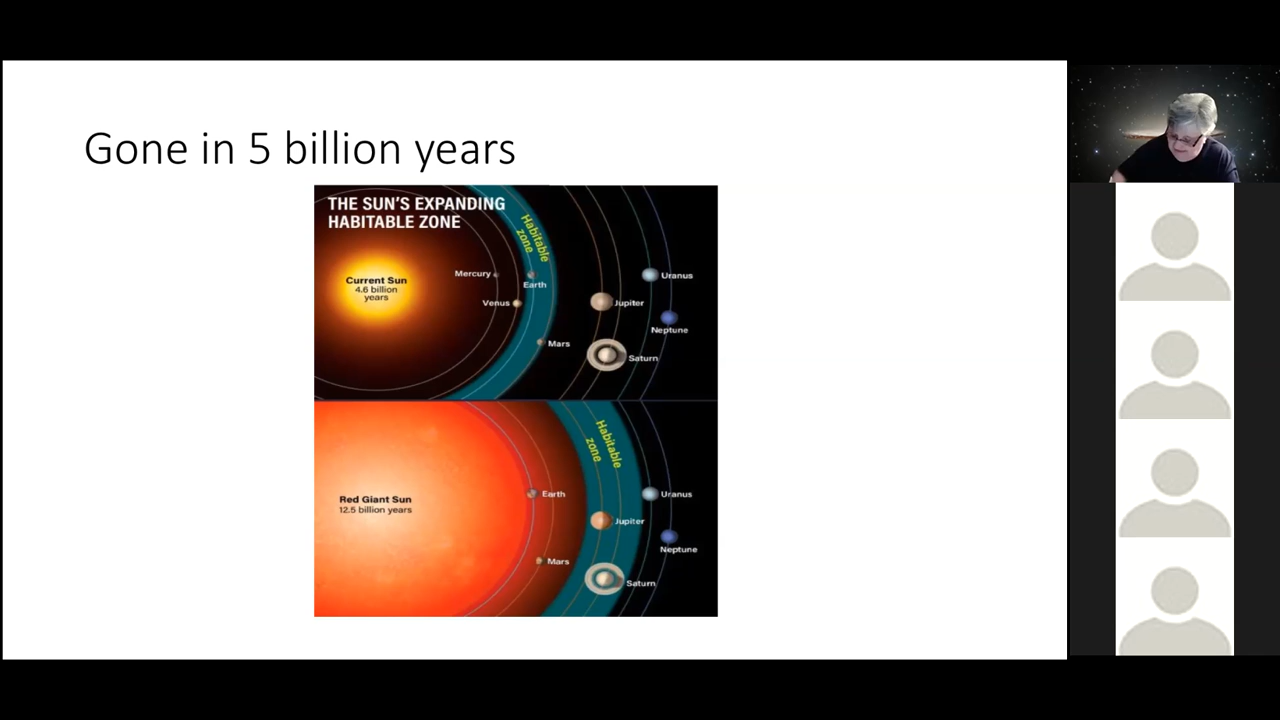 Gone in 5 billion years
THE SUN'S EXPANDING
HABITABLE ZONE
Habitable
zone
Current Sun
4.6 billion
years
Mercury
Earth
Venus
Mars
Uranus
Jupiter
Neptune
Saturn
Habitable
zone
Red Giant Sun
12.5 billion years
Earth
Uranus
Jupiter
Neptune
Mars
Saturn